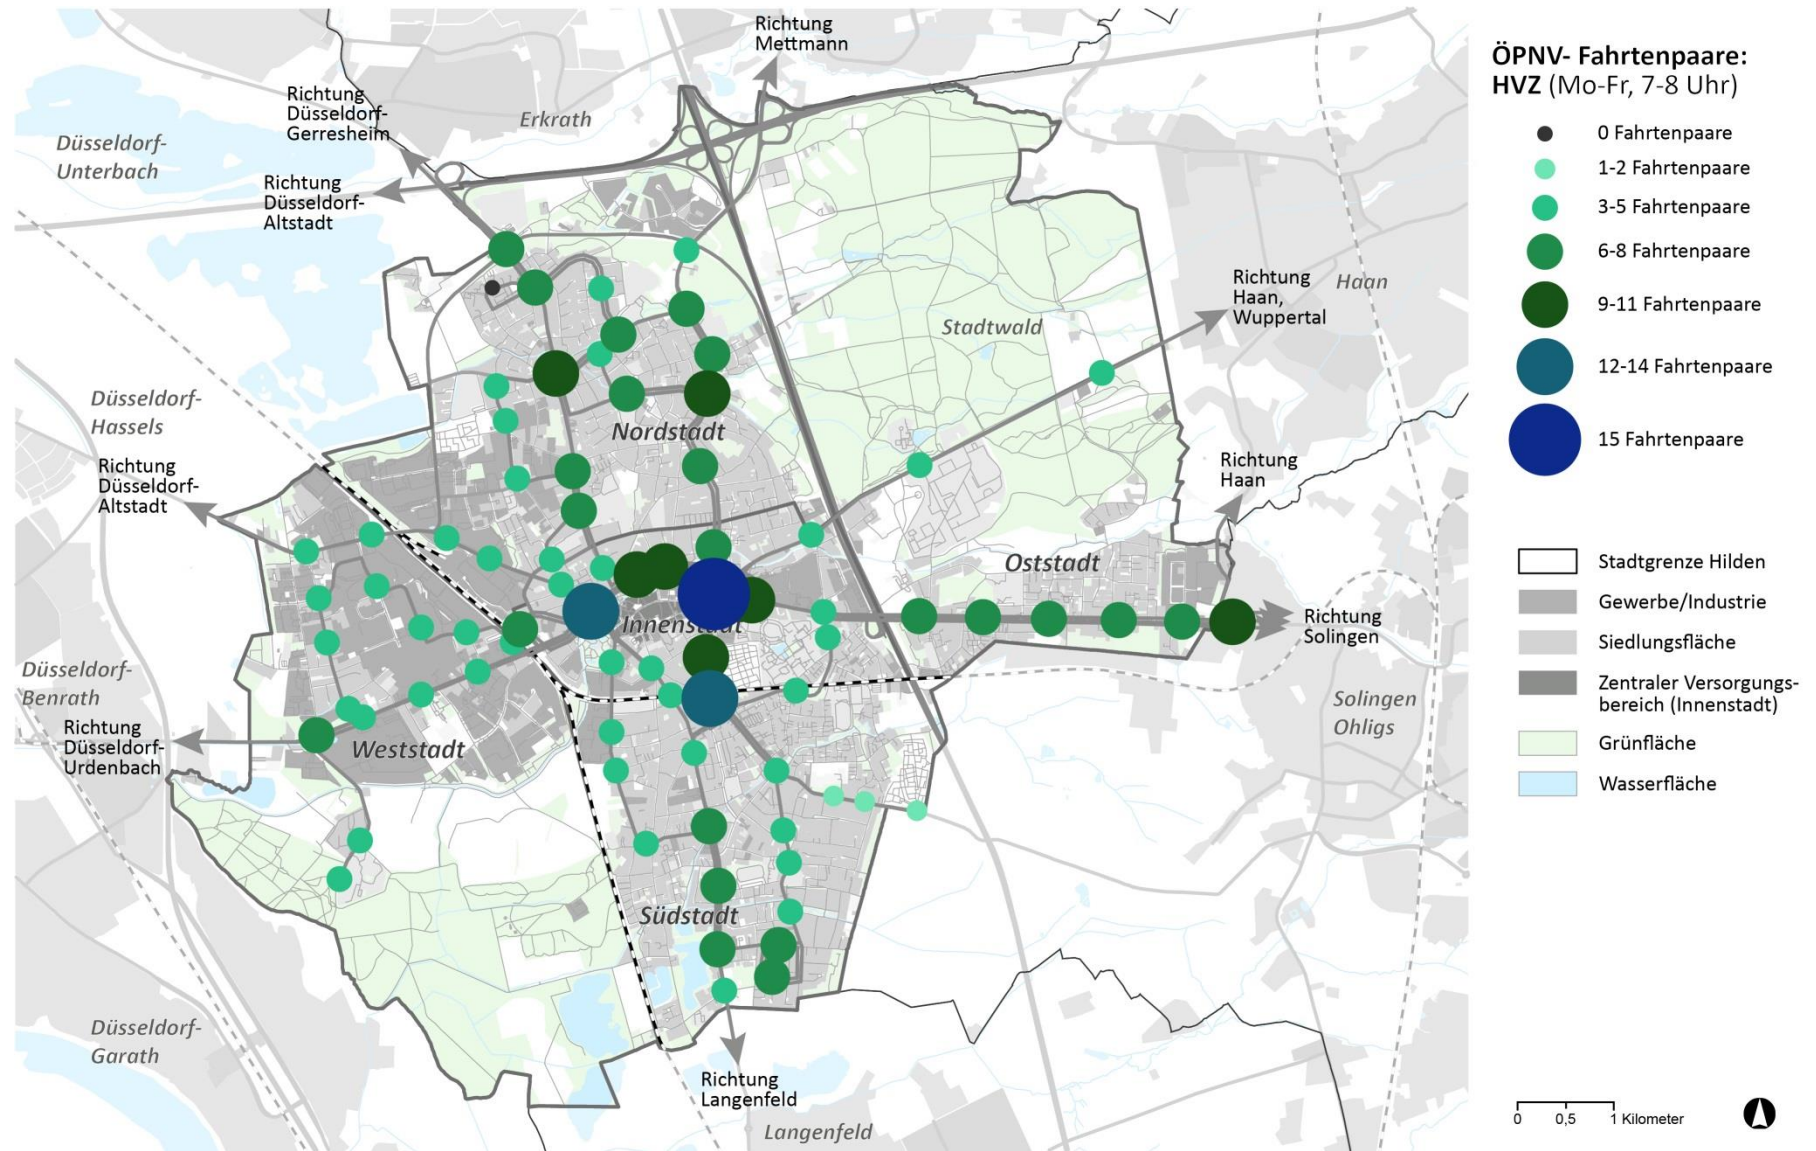 Richtung
Mettmann
Richtung
Düsseldorf-
Gerresheim
Erkrath
Düsseldorf-
Unterbach
Richtung
Düsseldorf-
Altstadt
Richtung
Haan,
Wuppertal
Haan
Stadtwald
Düsseldorf-
Hassels
Nordstadt
Richtung
Düsseldorf-
Altstadt
Richtung
Haan
Oststadt
Innenstadt
Richtung
Solingen
Düsseldorf-
Benrath
Solingen
Ohligs
Richtung
Düsseldorf-
Urdenbach
Weststadt
Südstadt
Düsseldorf-
Garath
Richtung
Langenfeld
Langenfeld
ÖPNV- Fahrtenpaare:
HVZ (Mo-Fr, 7-8 Uhr)
0 Fahrtenpaare
1-2 Fahrtenpaare
3-5 Fahrtenpaare
6-8 Fahrtenpaare
9-11 Fahrtenpaare
12-14 Fahrtenpaare
15 Fahrtenpaare
Stadtgrenze Hilden
Gewerbe/Industrie
Siedlungsfläche
Zentraler Versorgungs-
bereich (Innenstadt)
Grünfläche
Wasserfläche
0 0,5 1 Kilometer